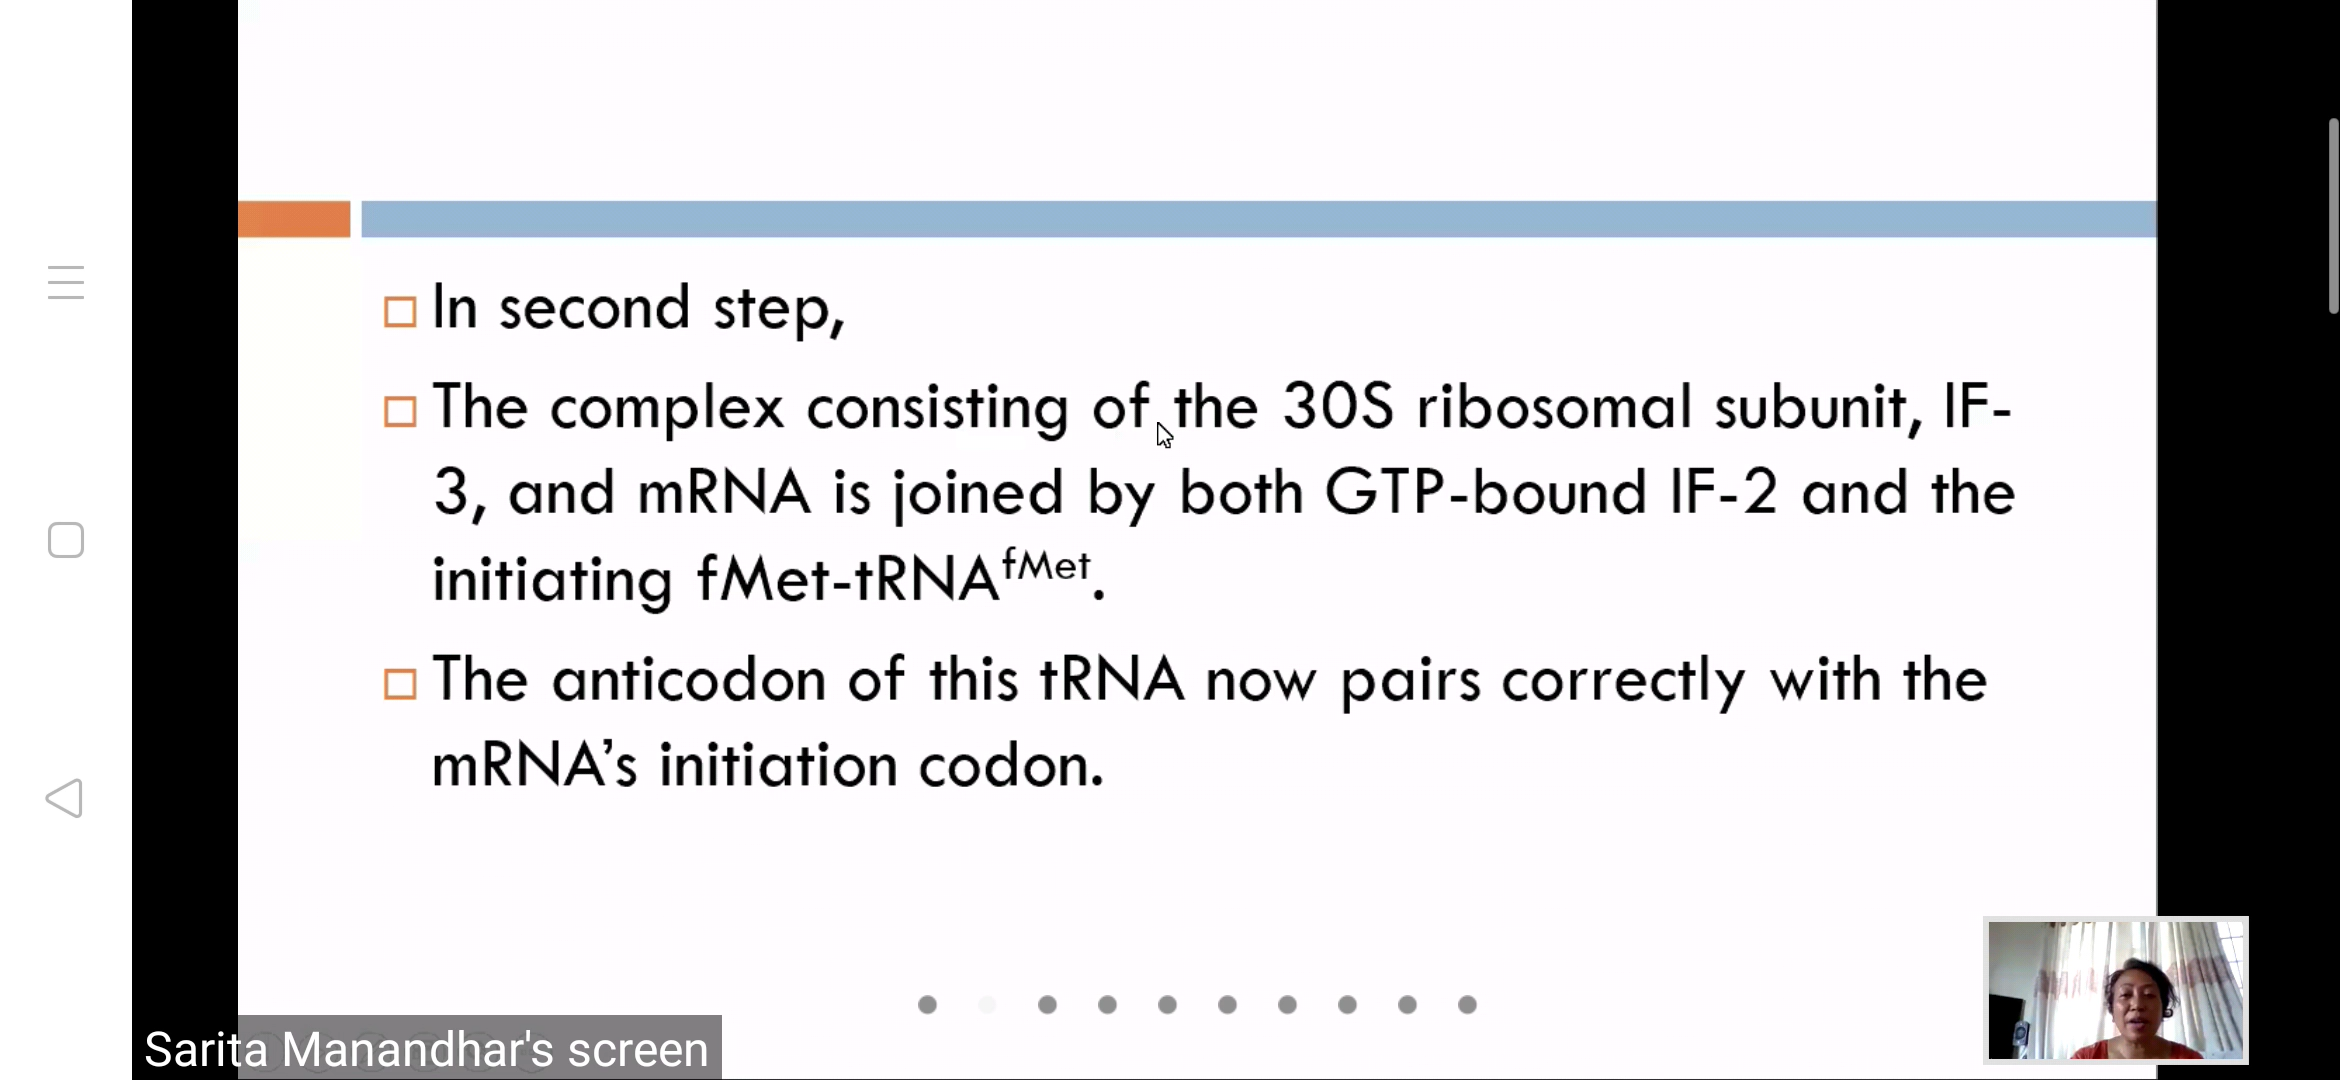 In second step,
The complex consisting of the 30S ribosomal subunit, IF-
3, and mRNA is joined by both GTP-bound IF-2 and the
initiating fMet-tRNAᶠᴹᵉᵗ.
The anticodon of this tRNA now pairs correctly with the
mRNA’s initiation codon.
Sarita Manandhar's screen